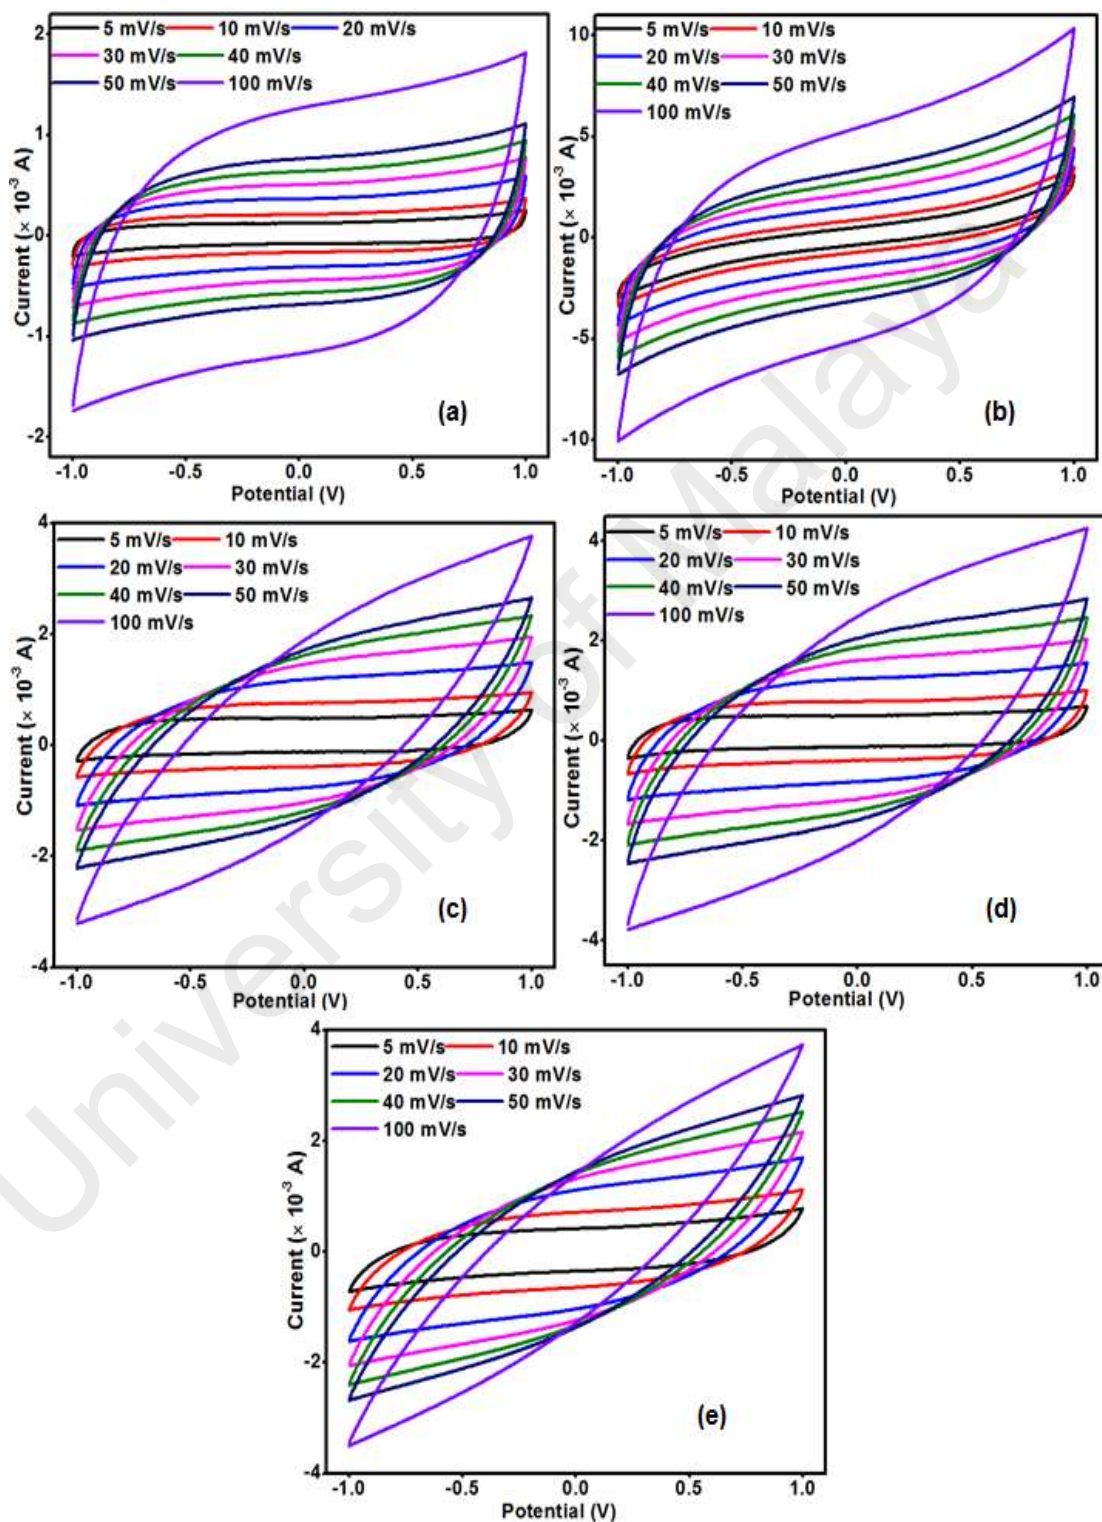 5 mV/s 10 mV/s 20 mV/s
30 mV/s 40 mV/s
50 mV/s 100 mV/s
Current (× 10⁻³ A)
2
1
0
-1
-2
(a)
-1.0 -0.5 0.0 0.5 1.0
Potential (V)
5 mV/s 10 mV/s
20 mV/s 30 mV/s
40 mV/s 50 mV/s
100 mV/s
Current (× 10⁻³ A)
10
5
0
-5
-10
(b)
-1.0 -0.5 0.0 0.5 1.0
Potential (V)
5 mV/s 10 mV/s
20 mV/s 30 mV/s
40 mV/s 50 mV/s
100 mV/s
Current (× 10⁻³ A)
4
2
0
-2
-4
(c)
-1.0 -0.5 0.0 0.5 1.0
Potential (V)
5 mV/s 10 mV/s
20 mV/s 30 mV/s
40 mV/s 50 mV/s
100 mV/s
Current (× 10⁻³ A)
4
2
0
-2
-4
(d)
-1.0 -0.5 0.0 0.5 1.0
Potential (V)
5 mV/s 10 mV/s
20 mV/s 30 mV/s
40 mV/s 50 mV/s
100 mV/s
Current (× 10⁻³ A)
4
2
0
-2
-4
(e)
-1.0 -0.5 0.0 0.5 1.0
Potential (V)
University of Malaya